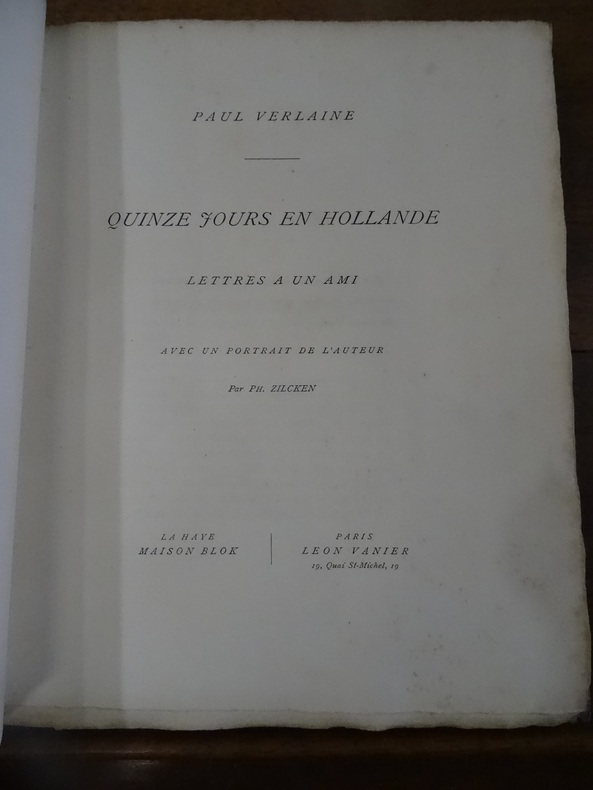 PAUL VERLAINE
QUINZE JOURS EN HOLLANDE
LETTRES A UN AMI
AVEC UN PORTRAIT DE L'AUTEUR
Par PH. ZILCKEN
LA HAYE
MAISON BLOK
PARIS
LEON VANIER
19, Quai St-Michel, 19